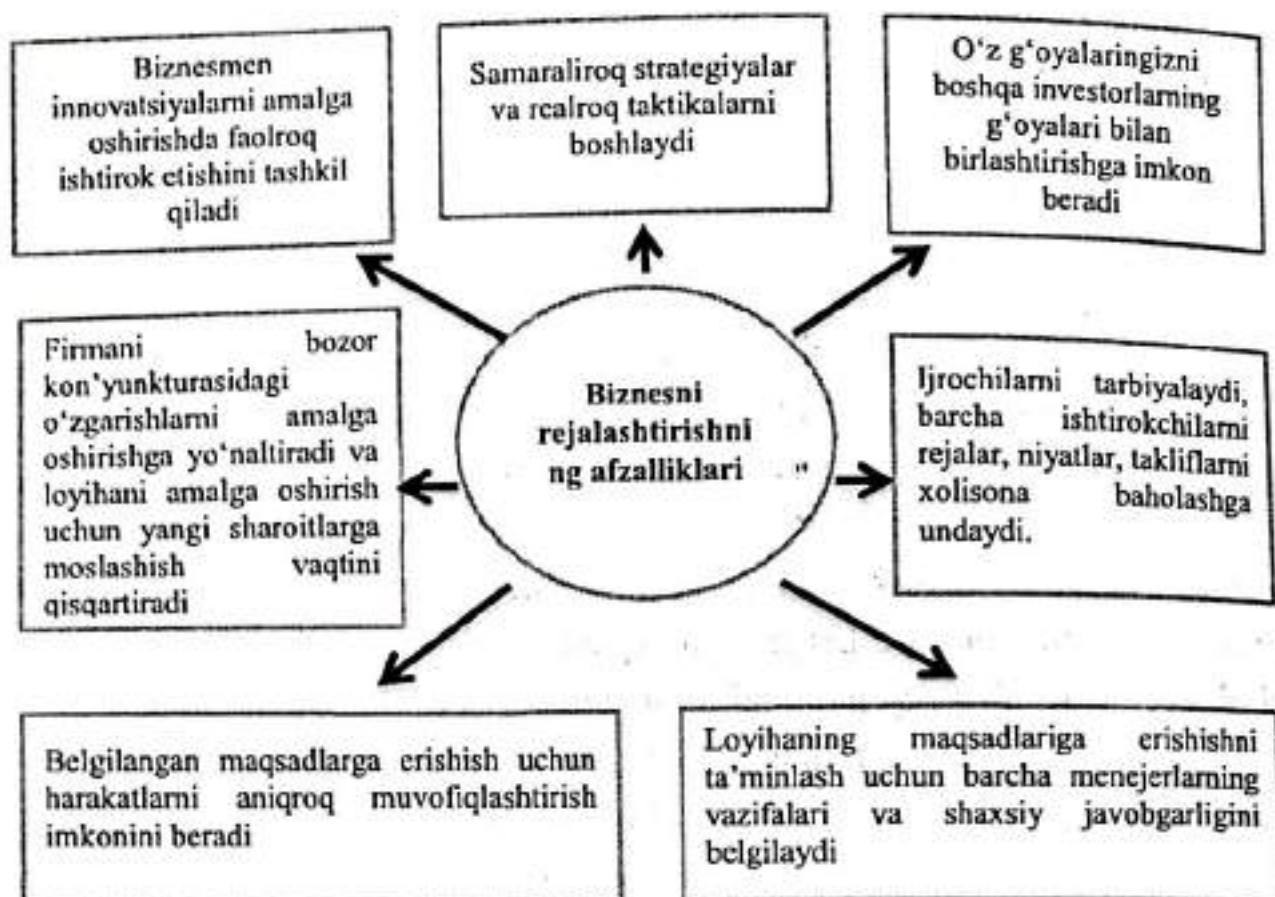 Biznesmen
innovatsiyalarni amalga
oshirishda faolroq
ishtirok etishini tashkil
qiladi
Samaraliroq strategiyalar
va realroq taktikalarni
boshlaydi
O‘z g‘oyalaringizni
boshqa investorlarning
g‘oyalari bilan
birlashtirishga imkon
beradi
Firmani bozor
kon‘yunkturasidagi
o‘zgarishlarni amalga
oshirishga yo‘naltiradi va
loyihani amalga oshirish
uchun yangi sharoitlarga
moslashish vaqtini
qisqartiradi
Biznesni
rejalashtirishni
ng afzalliklari "
Ijrochilarni tarbiyalaydi,
barcha ishtirokchilarni
rejalar, niyatlar, takliflarni
xolisona baholashga
undaydi.
Belgilangan maqsadlarga erishish uchun
harakatlarni aniqroq muvofiqlashtirish
imkonini beradi
Loyihaning maqsadlariga erishishni
ta’minlash uchun barcha menejerlarning
vazifalari va shaxsiy javobgarligini
belgilaydi